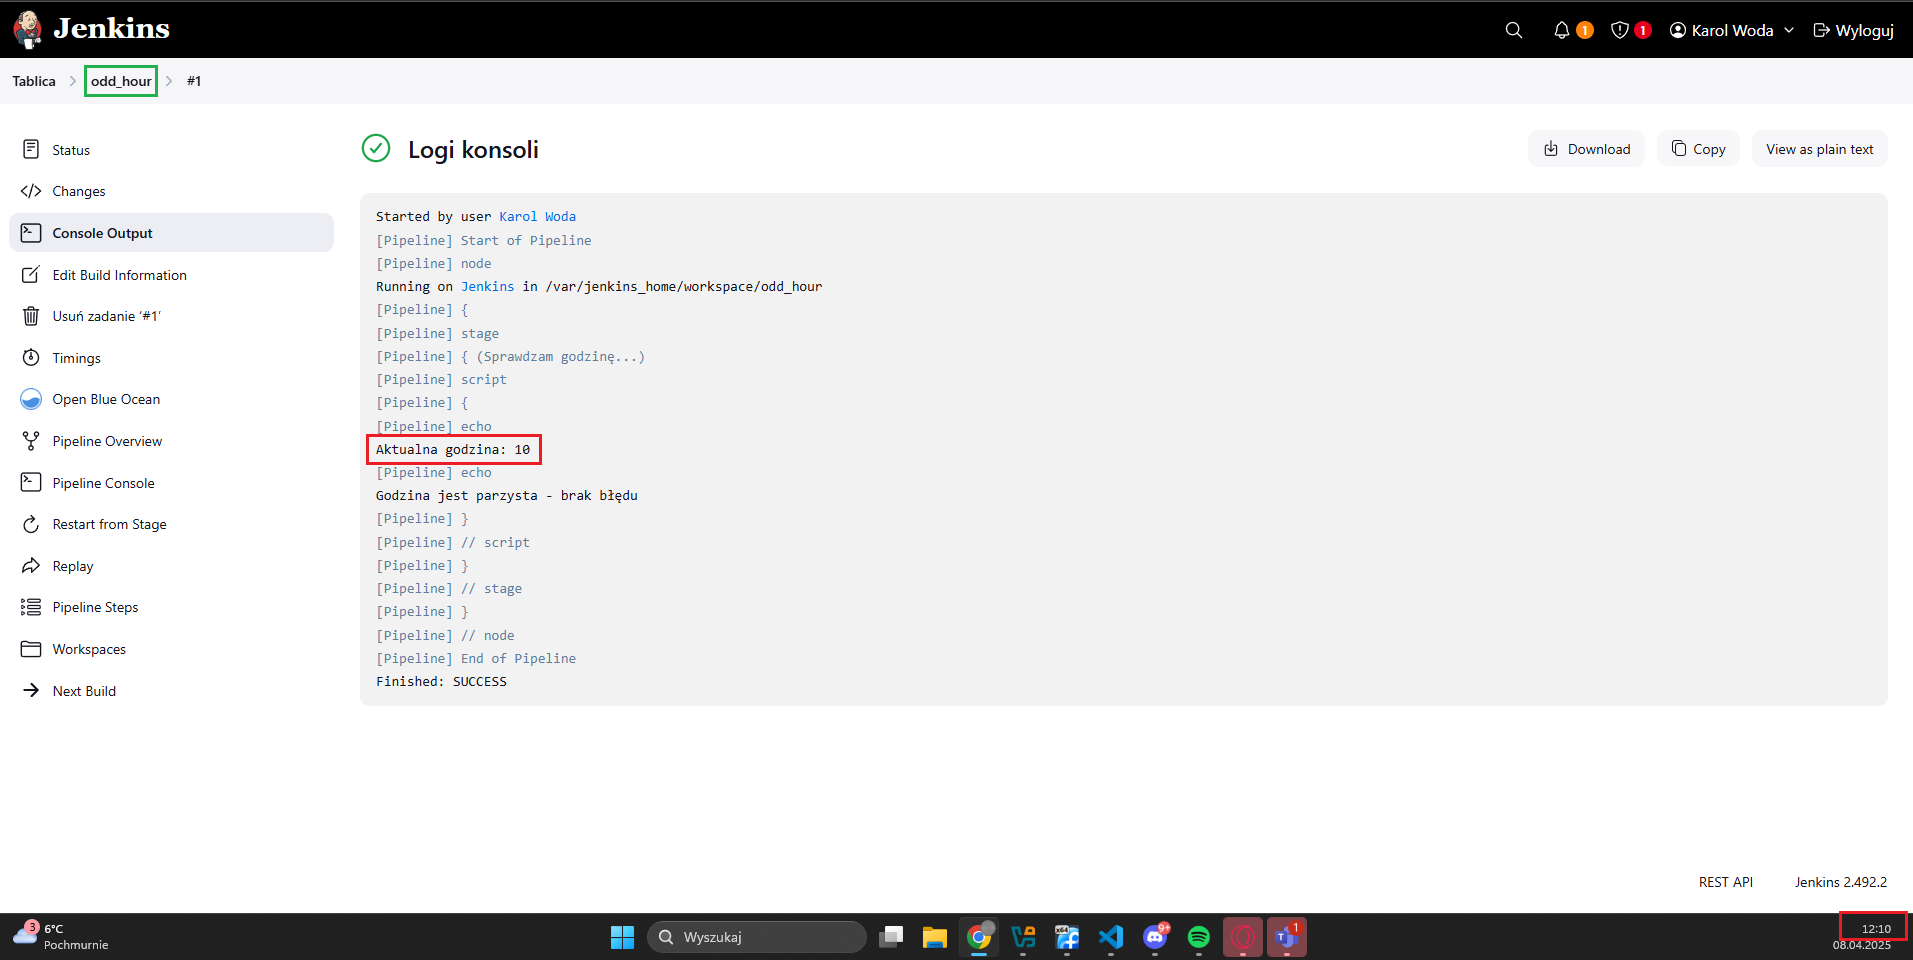 Jenkins
1
1
Karol Woda
Wyloguj
Tablica
odd_hour
#1
Status
Changes
Console Output
Edit Build Information
Usuń zadanie ‘#1’
Timings
Open Blue Ocean
Pipeline Overview
Pipeline Console
Restart from Stage
Replay
Pipeline Steps
Workspaces
Next Build
Logi konsoli
Download
Copy
View as plain text
Started by user Karol Woda
[Pipeline] Start of Pipeline
[Pipeline] node
Running on Jenkins in /var/jenkins_home/workspace/odd_hour
[Pipeline] {
[Pipeline] stage
[Pipeline] { (Sprawdzam godzinę...)
[Pipeline] script
[Pipeline] {
[Pipeline] echo
Aktualna godzina: 10
[Pipeline] echo
Godzina jest parzysta - brak błędu
[Pipeline] }
[Pipeline] // script
[Pipeline] }
[Pipeline] // stage
[Pipeline] }
[Pipeline] // node
[Pipeline] End of Pipeline
Finished: SUCCESS
REST API
Jenkins 2.492.2
3
6°C
Pochmurnie
Wyszukaj
X64
9+
1
12:10
08.04.2025